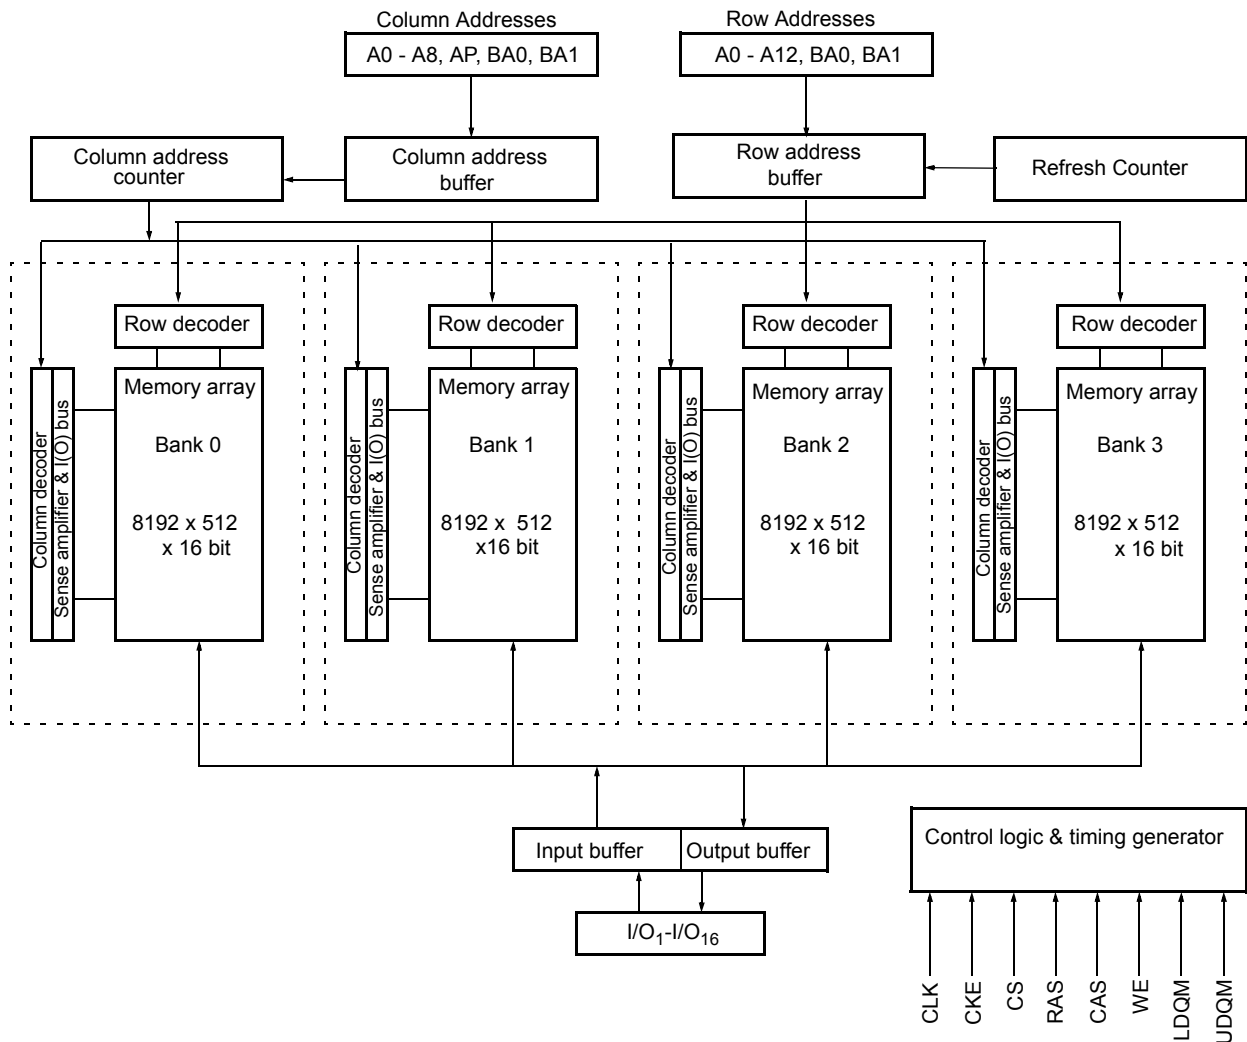 Column Addresses
Row Addresses
A0 - A8, AP, BA0, BA1
A0 - A12, BA0, BA1
Column address
counter
Column address
buffer
Row address
buffer
Refresh Counter
Row decoder
Row decoder
Row decoder
Row decoder
Column decoder
Sense amplifier & I(O) bus
Memory array
Bank 0
8192 x 512
x 16 bit
Column decoder
Sense amplifier & I(O) bus
Memory array
Bank 1
8192 x 512
x16 bit
Column decoder
Sense amplifier & I(O) bus
Memory array
Bank 2
8192 x 512
x 16 bit
Column decoder
Sense amplifier & I(O) bus
Memory array
Bank 3
8192 x 512
x 16 bit
Input buffer
Output buffer
I/O1-I/O16
Control logic & timing generator
CLK
CKE
CS
RAS
CAS
WE
LDQM
UDQM